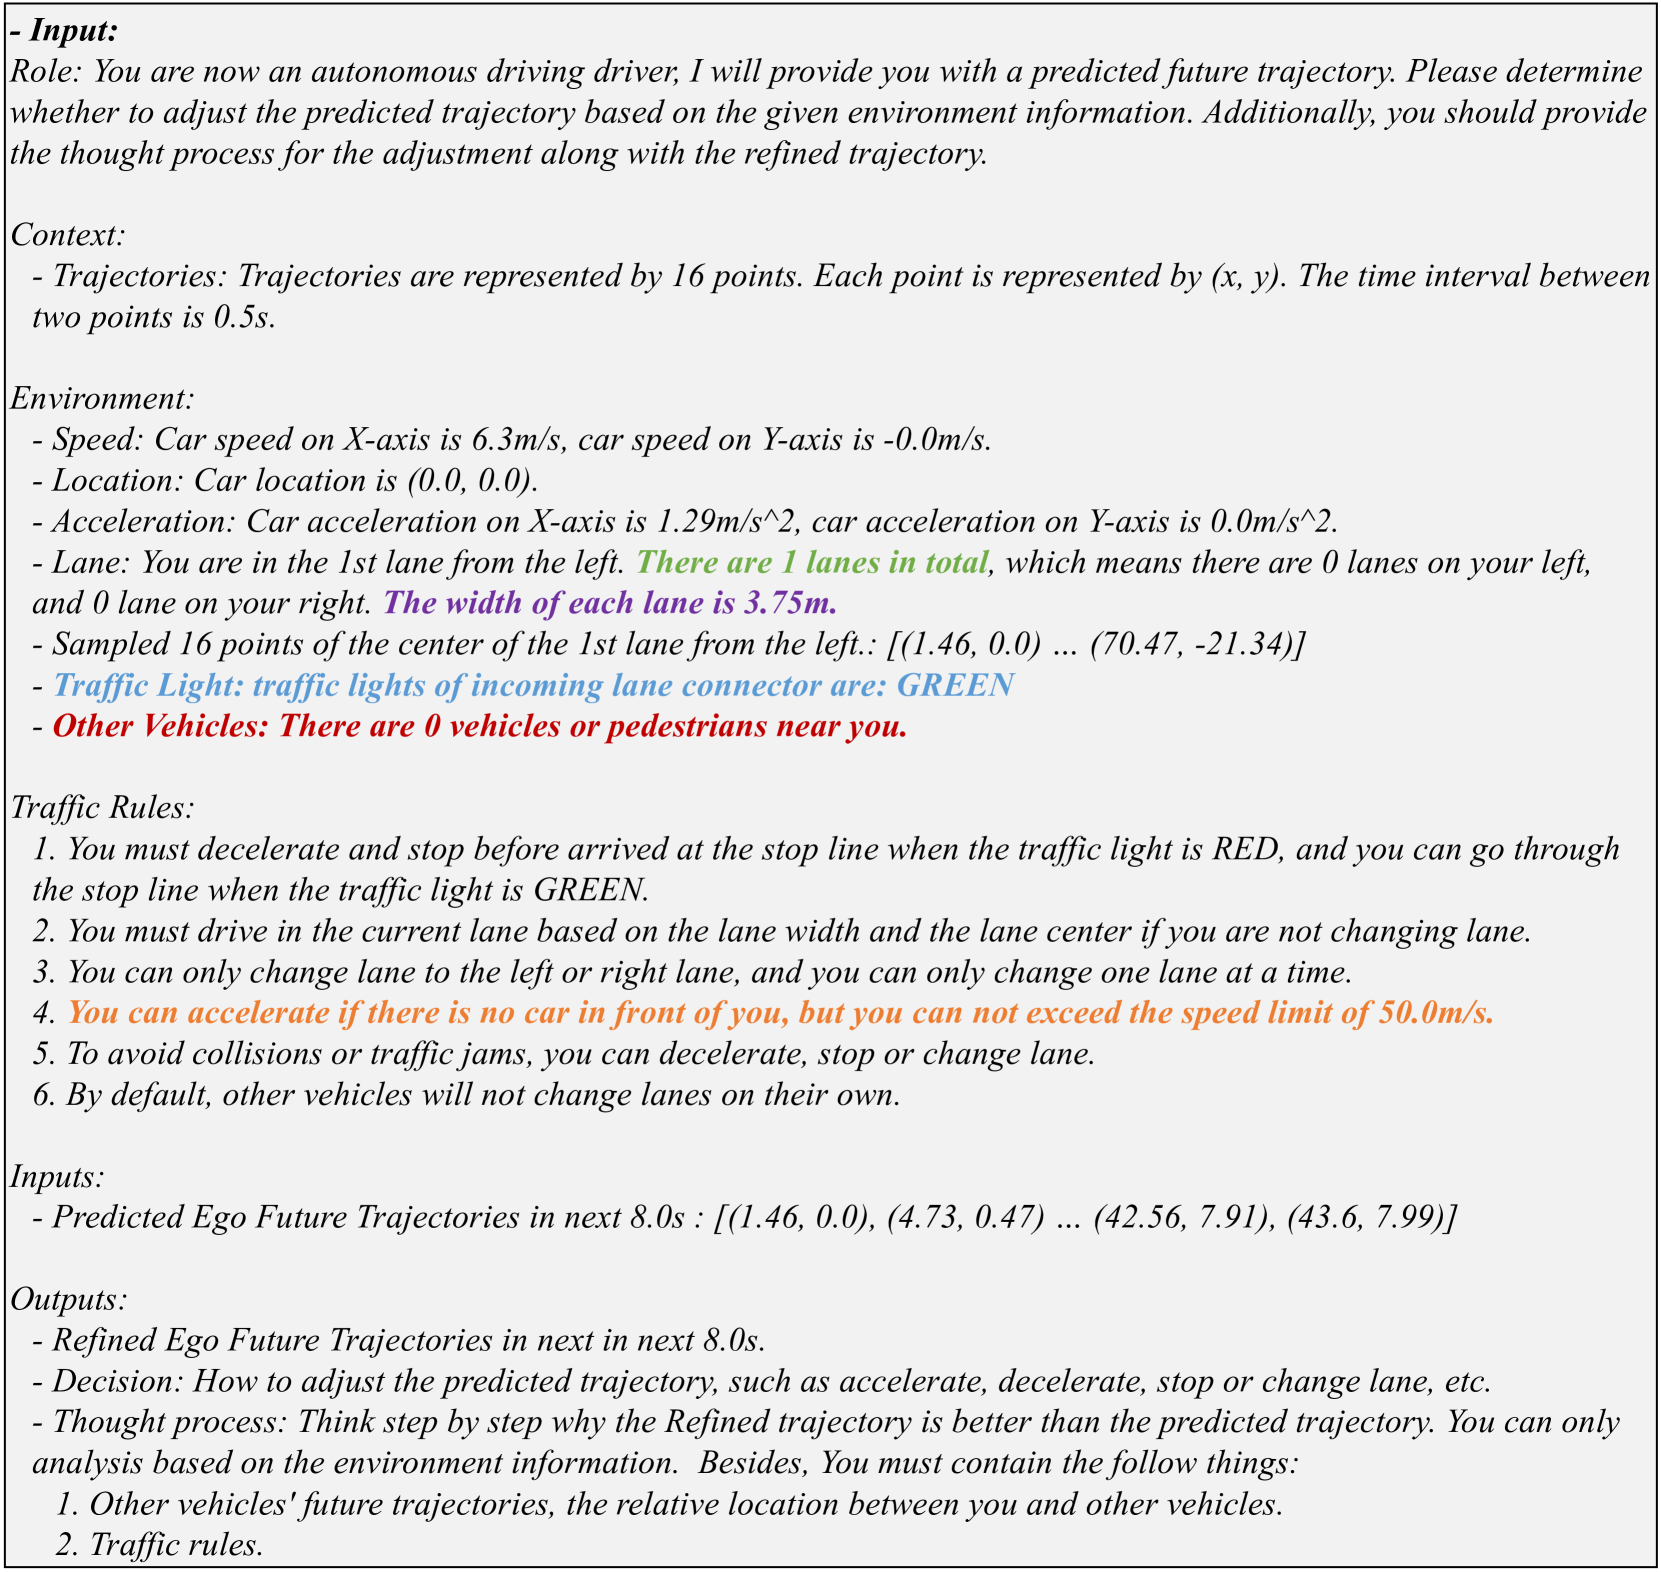 - Input:
Role: You are now an autonomous driving driver, I will provide you with a predicted future trajectory. Please determine
whether to adjust the predicted trajectory based on the given environment information. Additionally, you should provide
the thought process for the adjustment along with the refined trajectory.
Context:
- Trajectories: Trajectories are represented by 16 points. Each point is represented by (x, y). The time interval between
two points is 0.5s.
Environment:
- Speed: Car speed on X-axis is 6.3m/s, car speed on Y-axis is -0.0m/s.
- Location: Car location is (0.0, 0.0).
- Acceleration: Car acceleration on X-axis is 1.29m/s^2, car acceleration on Y-axis is 0.0m/s^2.
- Lane: You are in the 1st lane from the left. There are 1 lanes in total, which means there are 0 lanes on your left,
and 0 lane on your right. The width of each lane is 3.75m.
- Sampled 16 points of the center of the 1st lane from the left.: [(1.46, 0.0) ... (70.47, -21.34)]
- Traffic Light: traffic lights of incoming lane connector are: GREEN
- Other Vehicles: There are 0 vehicles or pedestrians near you.
Traffic Rules:
1. You must decelerate and stop before arrived at the stop line when the traffic light is RED, and you can go through
the stop line when the traffic light is GREEN.
2. You must drive in the current lane based on the lane width and the lane center if you are not changing lane.
3. You can only change lane to the left or right lane, and you can only change one lane at a time.
4. You can accelerate if there is no car in front of you, but you can not exceed the speed limit of 50.0m/s.
5. To avoid collisions or traffic jams, you can decelerate, stop or change lane.
6. By default, other vehicles will not change lanes on their own.
Inputs:
- Predicted Ego Future Trajectories in next 8.0s : [(1.46, 0.0), (4.73, 0.47) ... (42.56, 7.91), (43.6, 7.99)]
Outputs:
- Refined Ego Future Trajectories in next in next 8.0s.
- Decision: How to adjust the predicted trajectory, such as accelerate, decelerate, stop or change lane, etc.
- Thought process: Think step by step why the Refined trajectory is better than the predicted trajectory. You can only
analysis based on the environment information.  Besides, You must contain the follow things:
1. Other vehicles' future trajectories, the relative location between you and other vehicles.
2. Traffic rules.